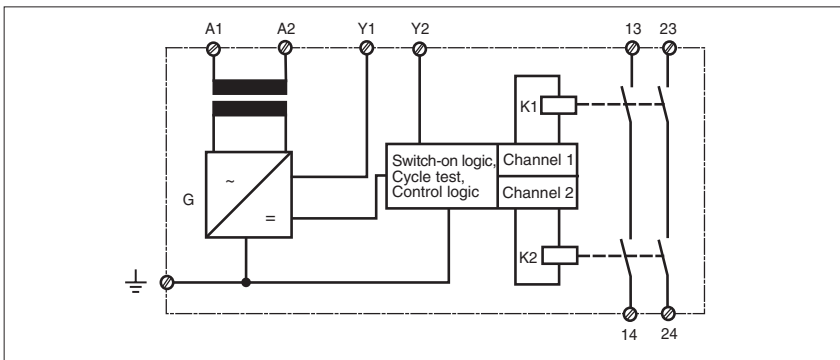 A1 A2 Y1 Y2 13 23
K1
Switch-on logic, Channel 1
Cycle test,
Control logic Channel 2
~
G
=
K2
14 24